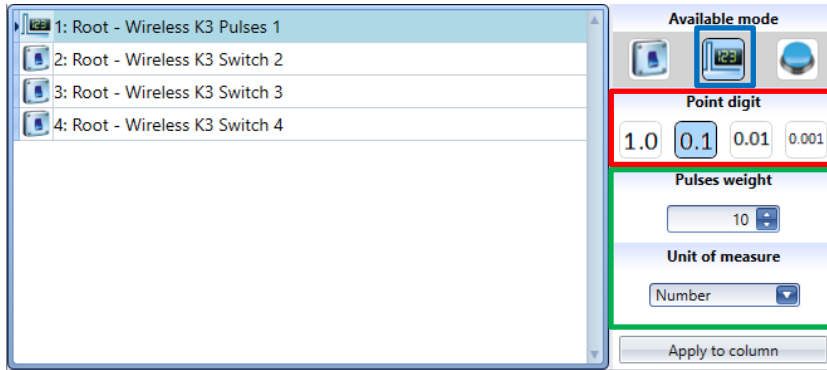 1: Root - Wireless K3 Pulses 1
2: Root - Wireless K3 Switch 2
3: Root - Wireless K3 Switch 3
4: Root - Wireless K3 Switch 4
Available mode
123
Point digit
1.0 0.1 0.01 0.001
Pulses weight
10
Unit of measure
Number
Apply to column